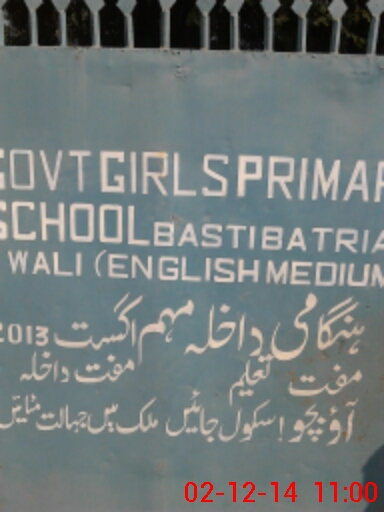 GOVT GIRLS PRIMAR
SCHOOL BASTI BATRIA
WALI (ENGLISH MEDIUM
ہنگامی داخلہ مہم اگست 2013
مفت تعلیم مفت داخلہ
آؤ بچو! سکول جائیں ملک میں جہالت مٹائیں
02-12-14 11:00